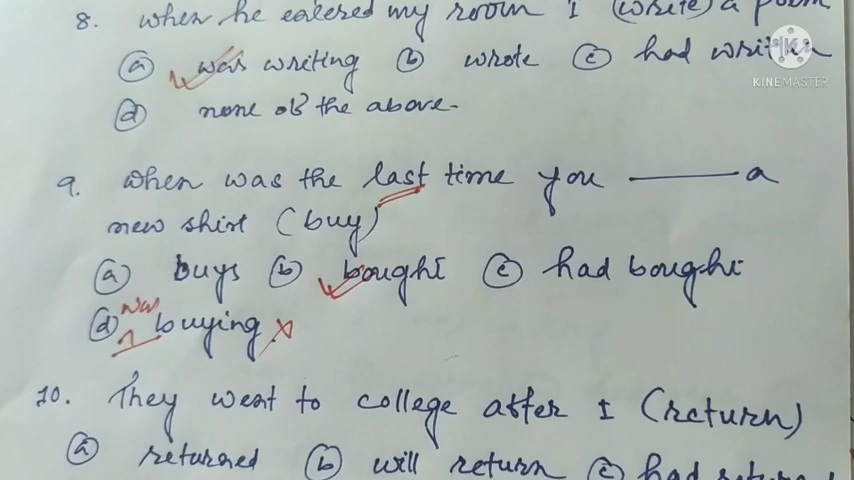 8. when he entered my room I (write) a poem
(a) was writing (b) wrote (c) had written
(d) none of the above.
KINEMASTER
9. when was the last time you ——— a
new shirt (buy)
(a) buys (b) bought (c) had bought
(d) buying
10. They went to college after I (return)
(a) returned (b) will return (c) had return